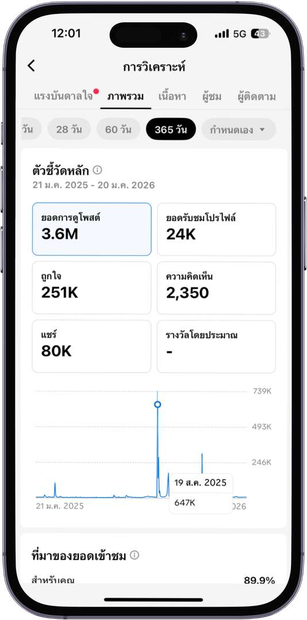 12:01
5G 43
การวิเคราะห์
แรงบันดาลใจ ภาพรวม เนื้อหา ผู้ชม ผู้ติดตาม
วัน 28 วัน 60 วัน 365 วัน กำหนดเอง
ตัวชี้วัดหลัก
21 ม.ค. 2025 - 20 ม.ค. 2026
ยอดการดูโพสต์ ยอดรับชมโปรไฟล์
3.6M 24K
ถูกใจ ความคิดเห็น
251K 2,350
แชร์ รางวัลโดยประมาณ
80K -
739K
493K
246K
19 ส.ค. 2025
647K
21 ม.ค. 2025 2026
ที่มาของยอดเข้าชม
สำหรับคุณ 89.9%